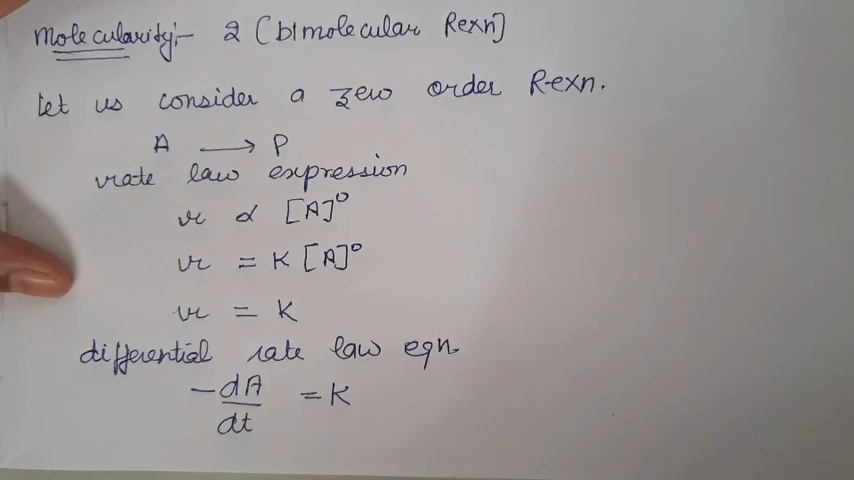 Molecularity:- 2 (bimolecular Rexn]
Let us consider a zero order Rexn.
A ⟶ P
rate law expression
r ∝ [A]⁰
r = K [A]⁰
r = K
differential rate law eqn.
-dA/dt = K